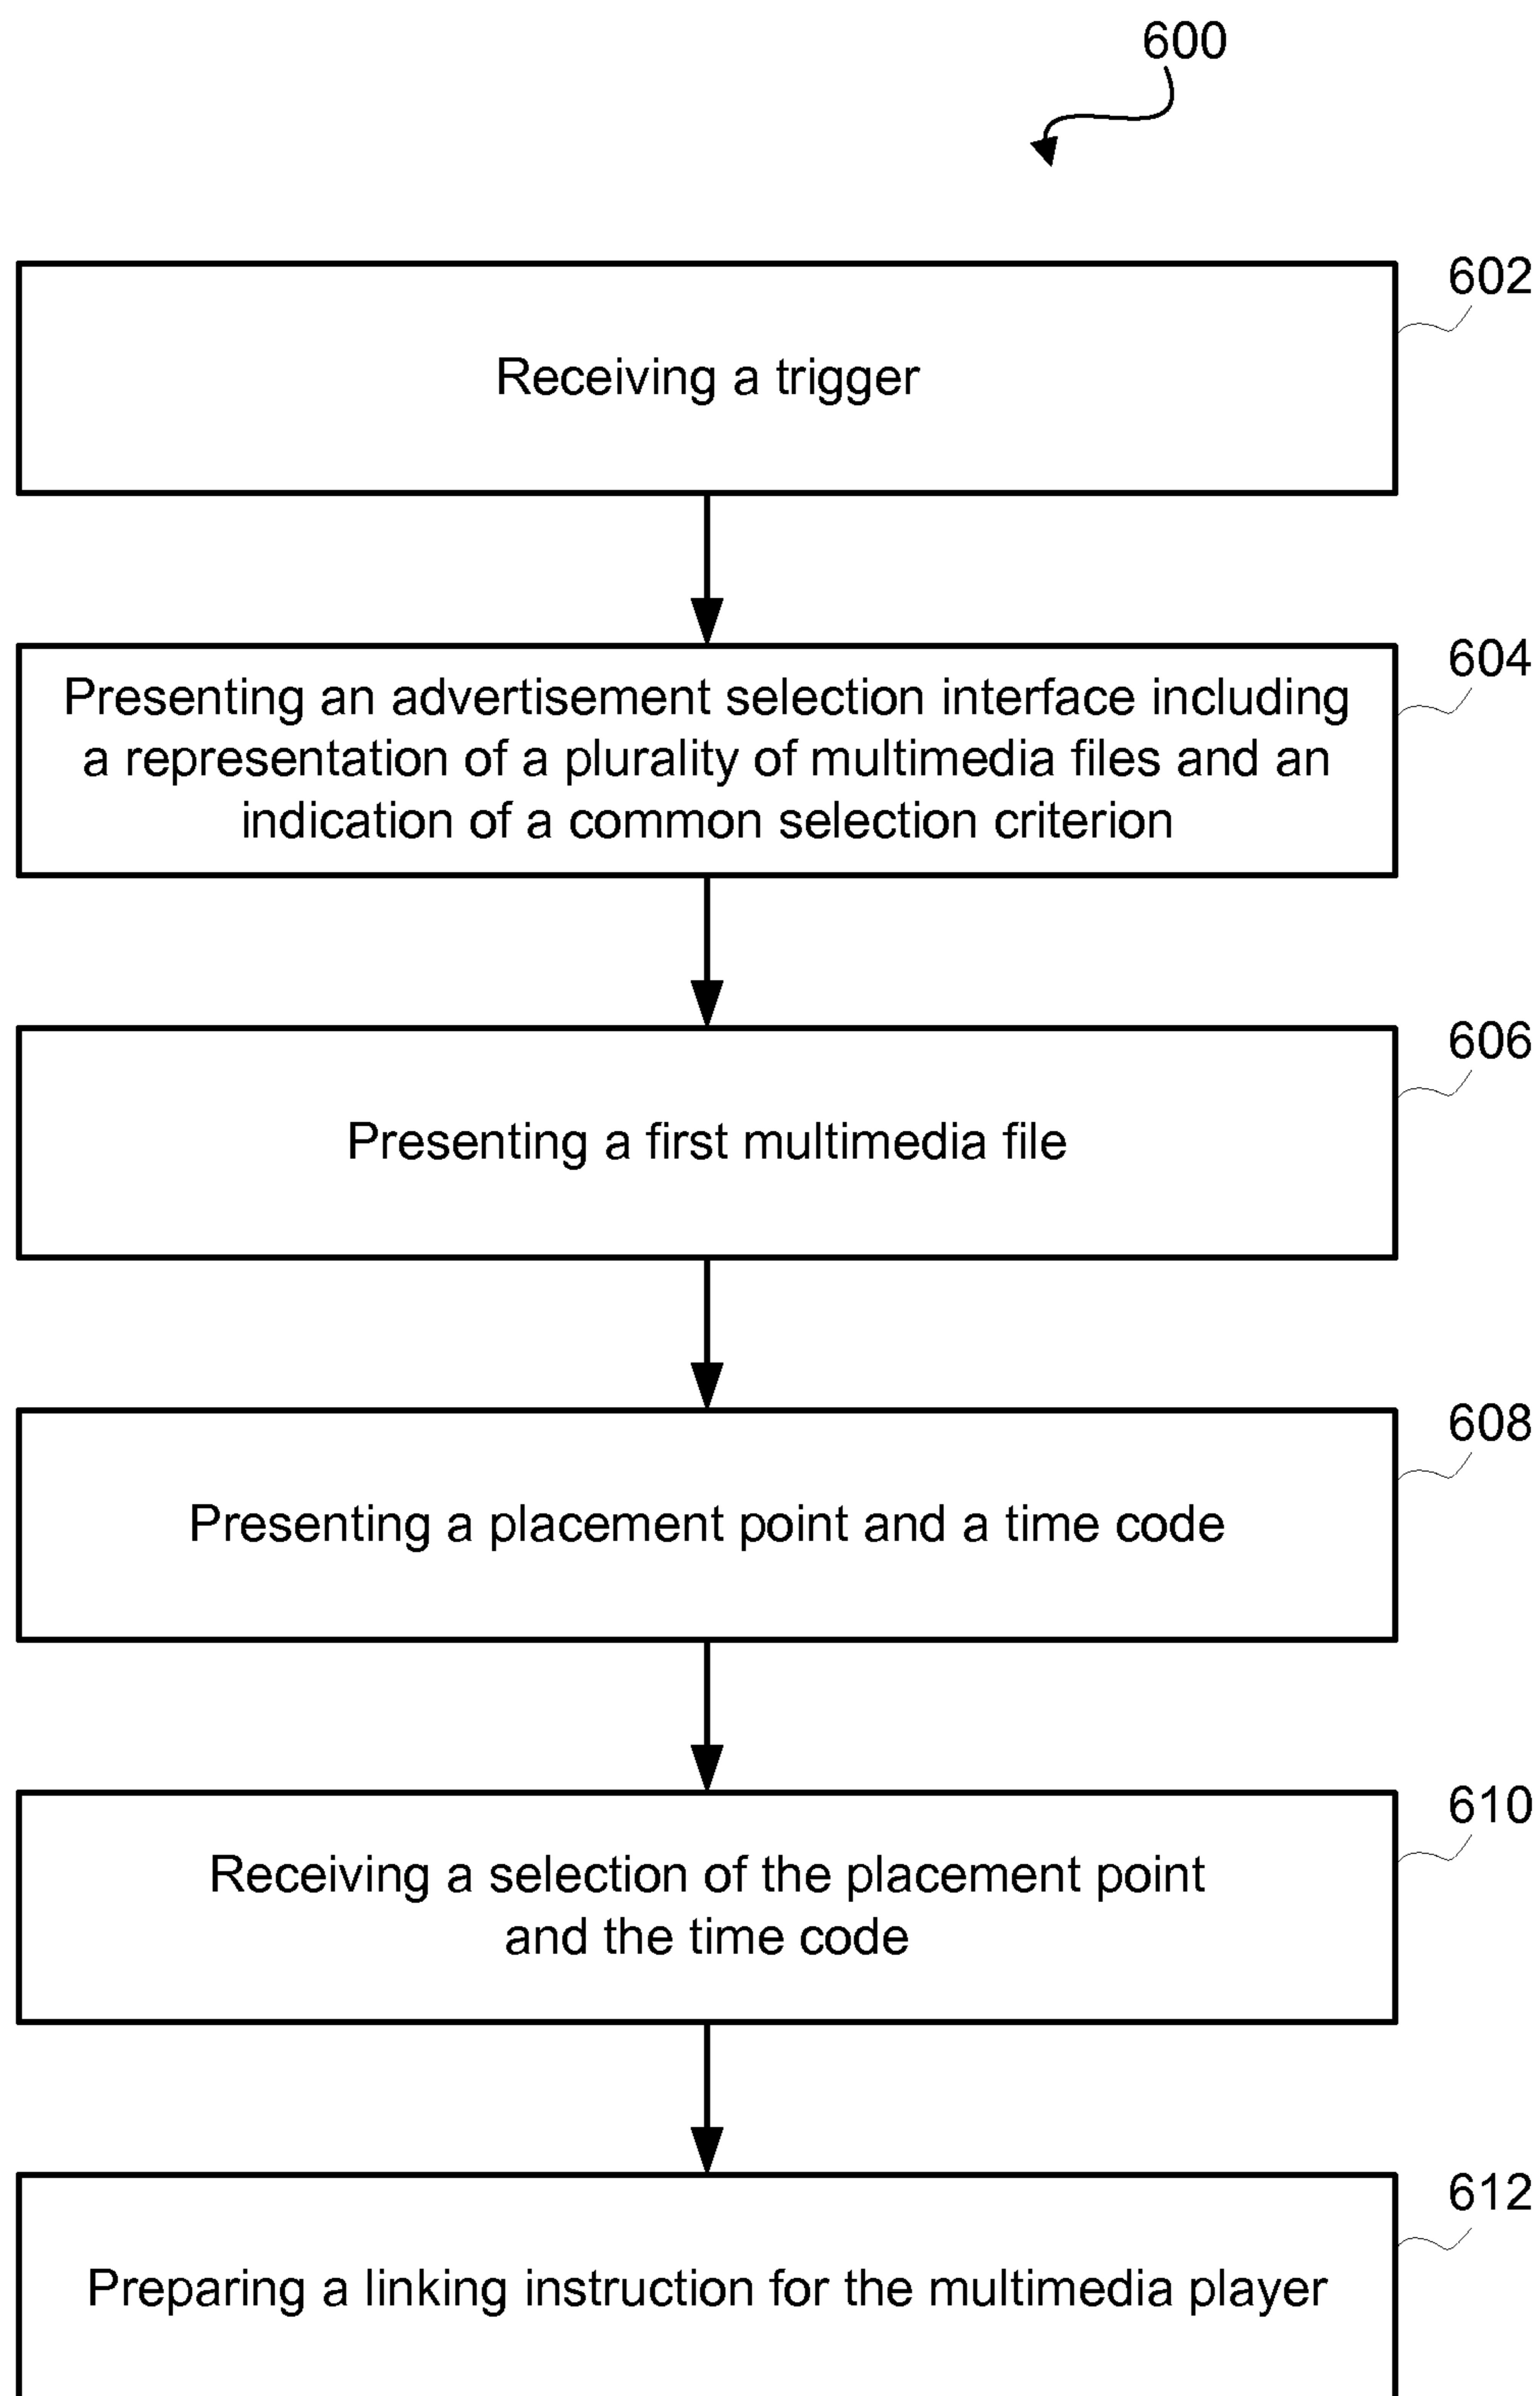 600
602
Receiving a trigger
604
Presenting an advertisement selection interface including
a representation of a plurality of multimedia files and an
indication of a common selection criterion
606
Presenting a first multimedia file
608
Presenting a placement point and a time code
610
Receiving a selection of the placement point
and the time code
612
Preparing a linking instruction for the multimedia player